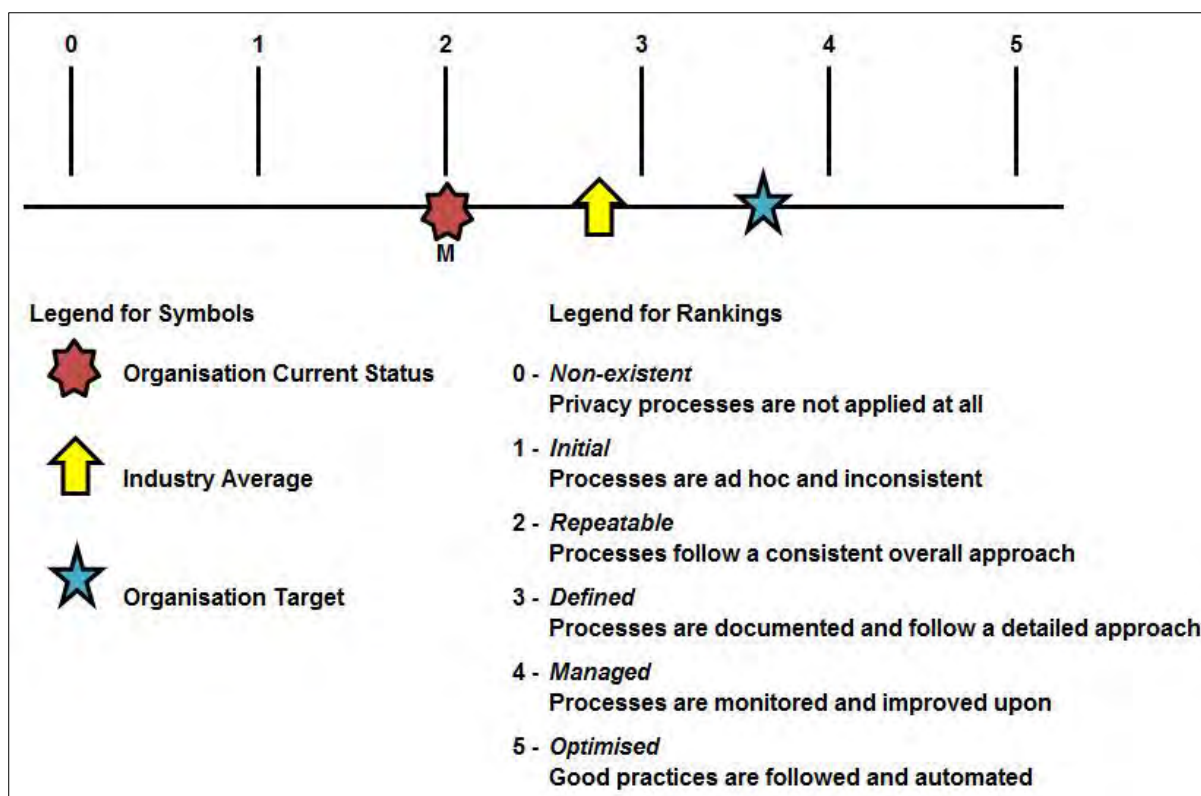 0 1 2 3 4 5
M
Legend for Symbols
Organisation Current Status
Industry Average
Organisation Target
Legend for Rankings
0 - Non-existent
Privacy processes are not applied at all
1 - Initial
Processes are ad hoc and inconsistent
2 - Repeatable
Processes follow a consistent overall approach
3 - Defined
Processes are documented and follow a detailed approach
4 - Managed
Processes are monitored and improved upon
5 - Optimised
Good practices are followed and automated